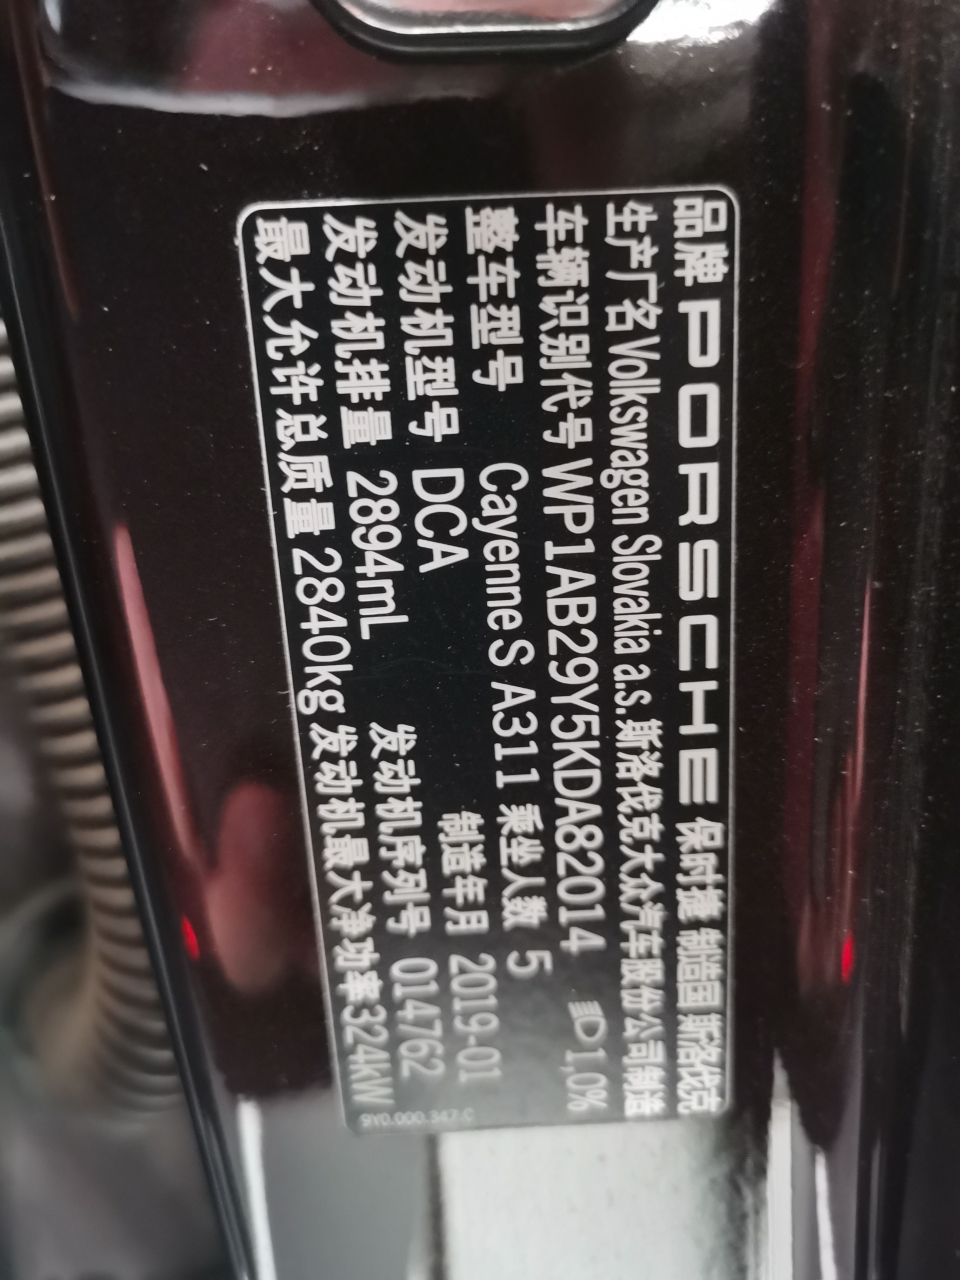 品牌 PORSCHE 保时捷 制造国 斯洛伐克
生产厂名 Volkswagen Slovakia a.s. 斯洛伐克大众汽车股份公司制造
车辆识别代号 WP1AB29Y5KDA82014 1,0%
整车型号 Cayenne S A311 乘坐人数 5
发动机型号 DCA 制造年月 2019-01
发动机排量 2894mL 发动机序列号 014762
最大允许总质量 2840kg 发动机最大净功率 324kW
9Y0.000.347.C